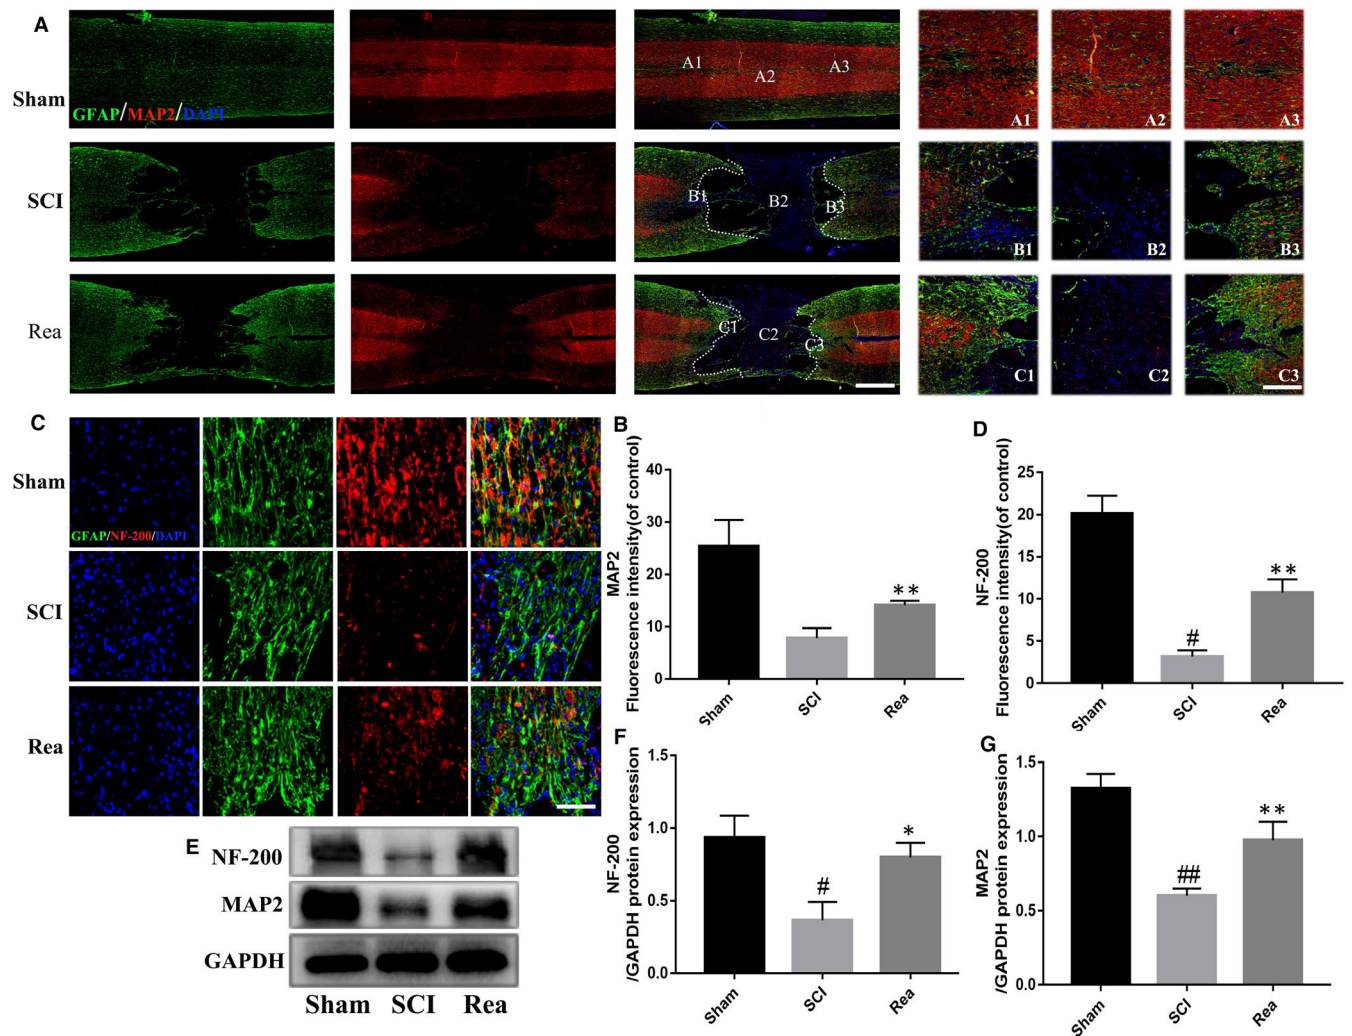 A
Sham
GFAP/MAP2/DAPI
A1
A2
A3
A1
A2
A3
SCI
B1
B2
B3
B1
B2
B3
Rea
C1
C2
C3
C1
C2
C3
C
Sham
GFAP/NF-200/DAPI
SCI
Rea
B
MAP2
Fluorescence intensity(of control)
40
30
20
10
0
**
Sham
SCI
Rea
D
NF-200
Fluorescence intensity(of control)
25
20
15
10
5
0
#
**
Sham
SCI
Rea
E
NF-200
MAP2
GAPDH
Sham SCI Rea
F
NF-200
/GAPDH protein expression
1.5
1.0
0.5
0.0
#
*
Sham
SCI
Rea
G
MAP2
/GAPDH protein expression
1.5
1.0
0.5
0.0
##
**
Sham
SCI
Rea